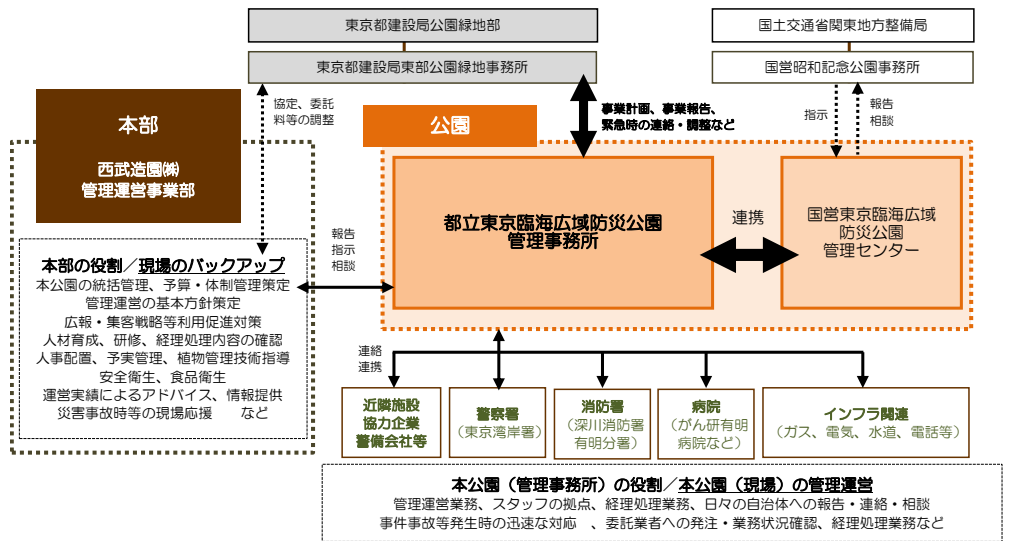 東京都建設局公園緑地部
東京都建設局東部公園緑地事務所
国土交通省関東地方整備局
国営昭和記念公園事務所
協定、委託
料等の調整
事業計画、事業報告、
緊急時の連絡・調整など
指示
報告
相談
本部
西武造園㈱
管理運営事業部
公園
都立東京臨海広域防災公園
管理事務所
連携
国営東京臨海広域
防災公園
管理センター
報告
指示
相談
本部の役割／現場のバックアップ
本公園の統括管理、予算・体制管理策定
管理運営の基本方針策定
広報・集客戦略等利用促進対策
人材育成、研修、経理処理内容の確認
人事配置、予実管理、植物管理技術指導
安全衛生、食品衛生
運営実績によるアドバイス、情報提供
災害事故時等の現場応援　など
連絡
連携
近隣施設
協力企業
警備会社等
警察署
（東京湾岸署）
消防署
（深川消防署
有明分署）
病院
（がん研有明
病院など）
インフラ関連
（ガス、電気、水道、電話等）
本公園（管理事務所）の役割／本公園（現場）の管理運営
管理運営業務、スタッフの拠点、経理処理業務、日々の自治体への報告・連絡・相談
事件事故等発生時の迅速な対応　、委託業者への発注・業務状況確認、経理処理業務など